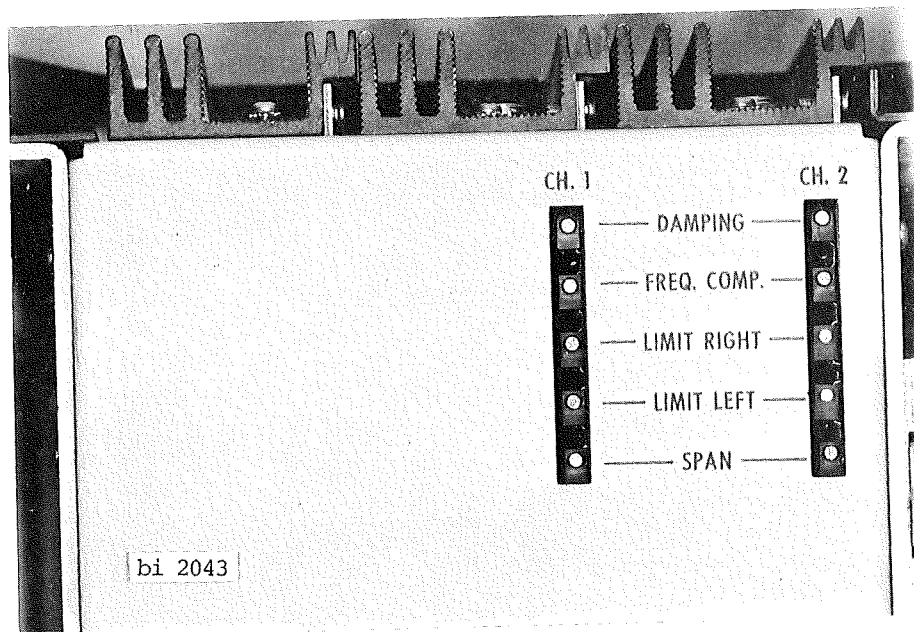 CH. 1 CH. 2
DAMPING
FREQ. COMP.
LIMIT RIGHT
LIMIT LEFT
SPAN
bi 2043